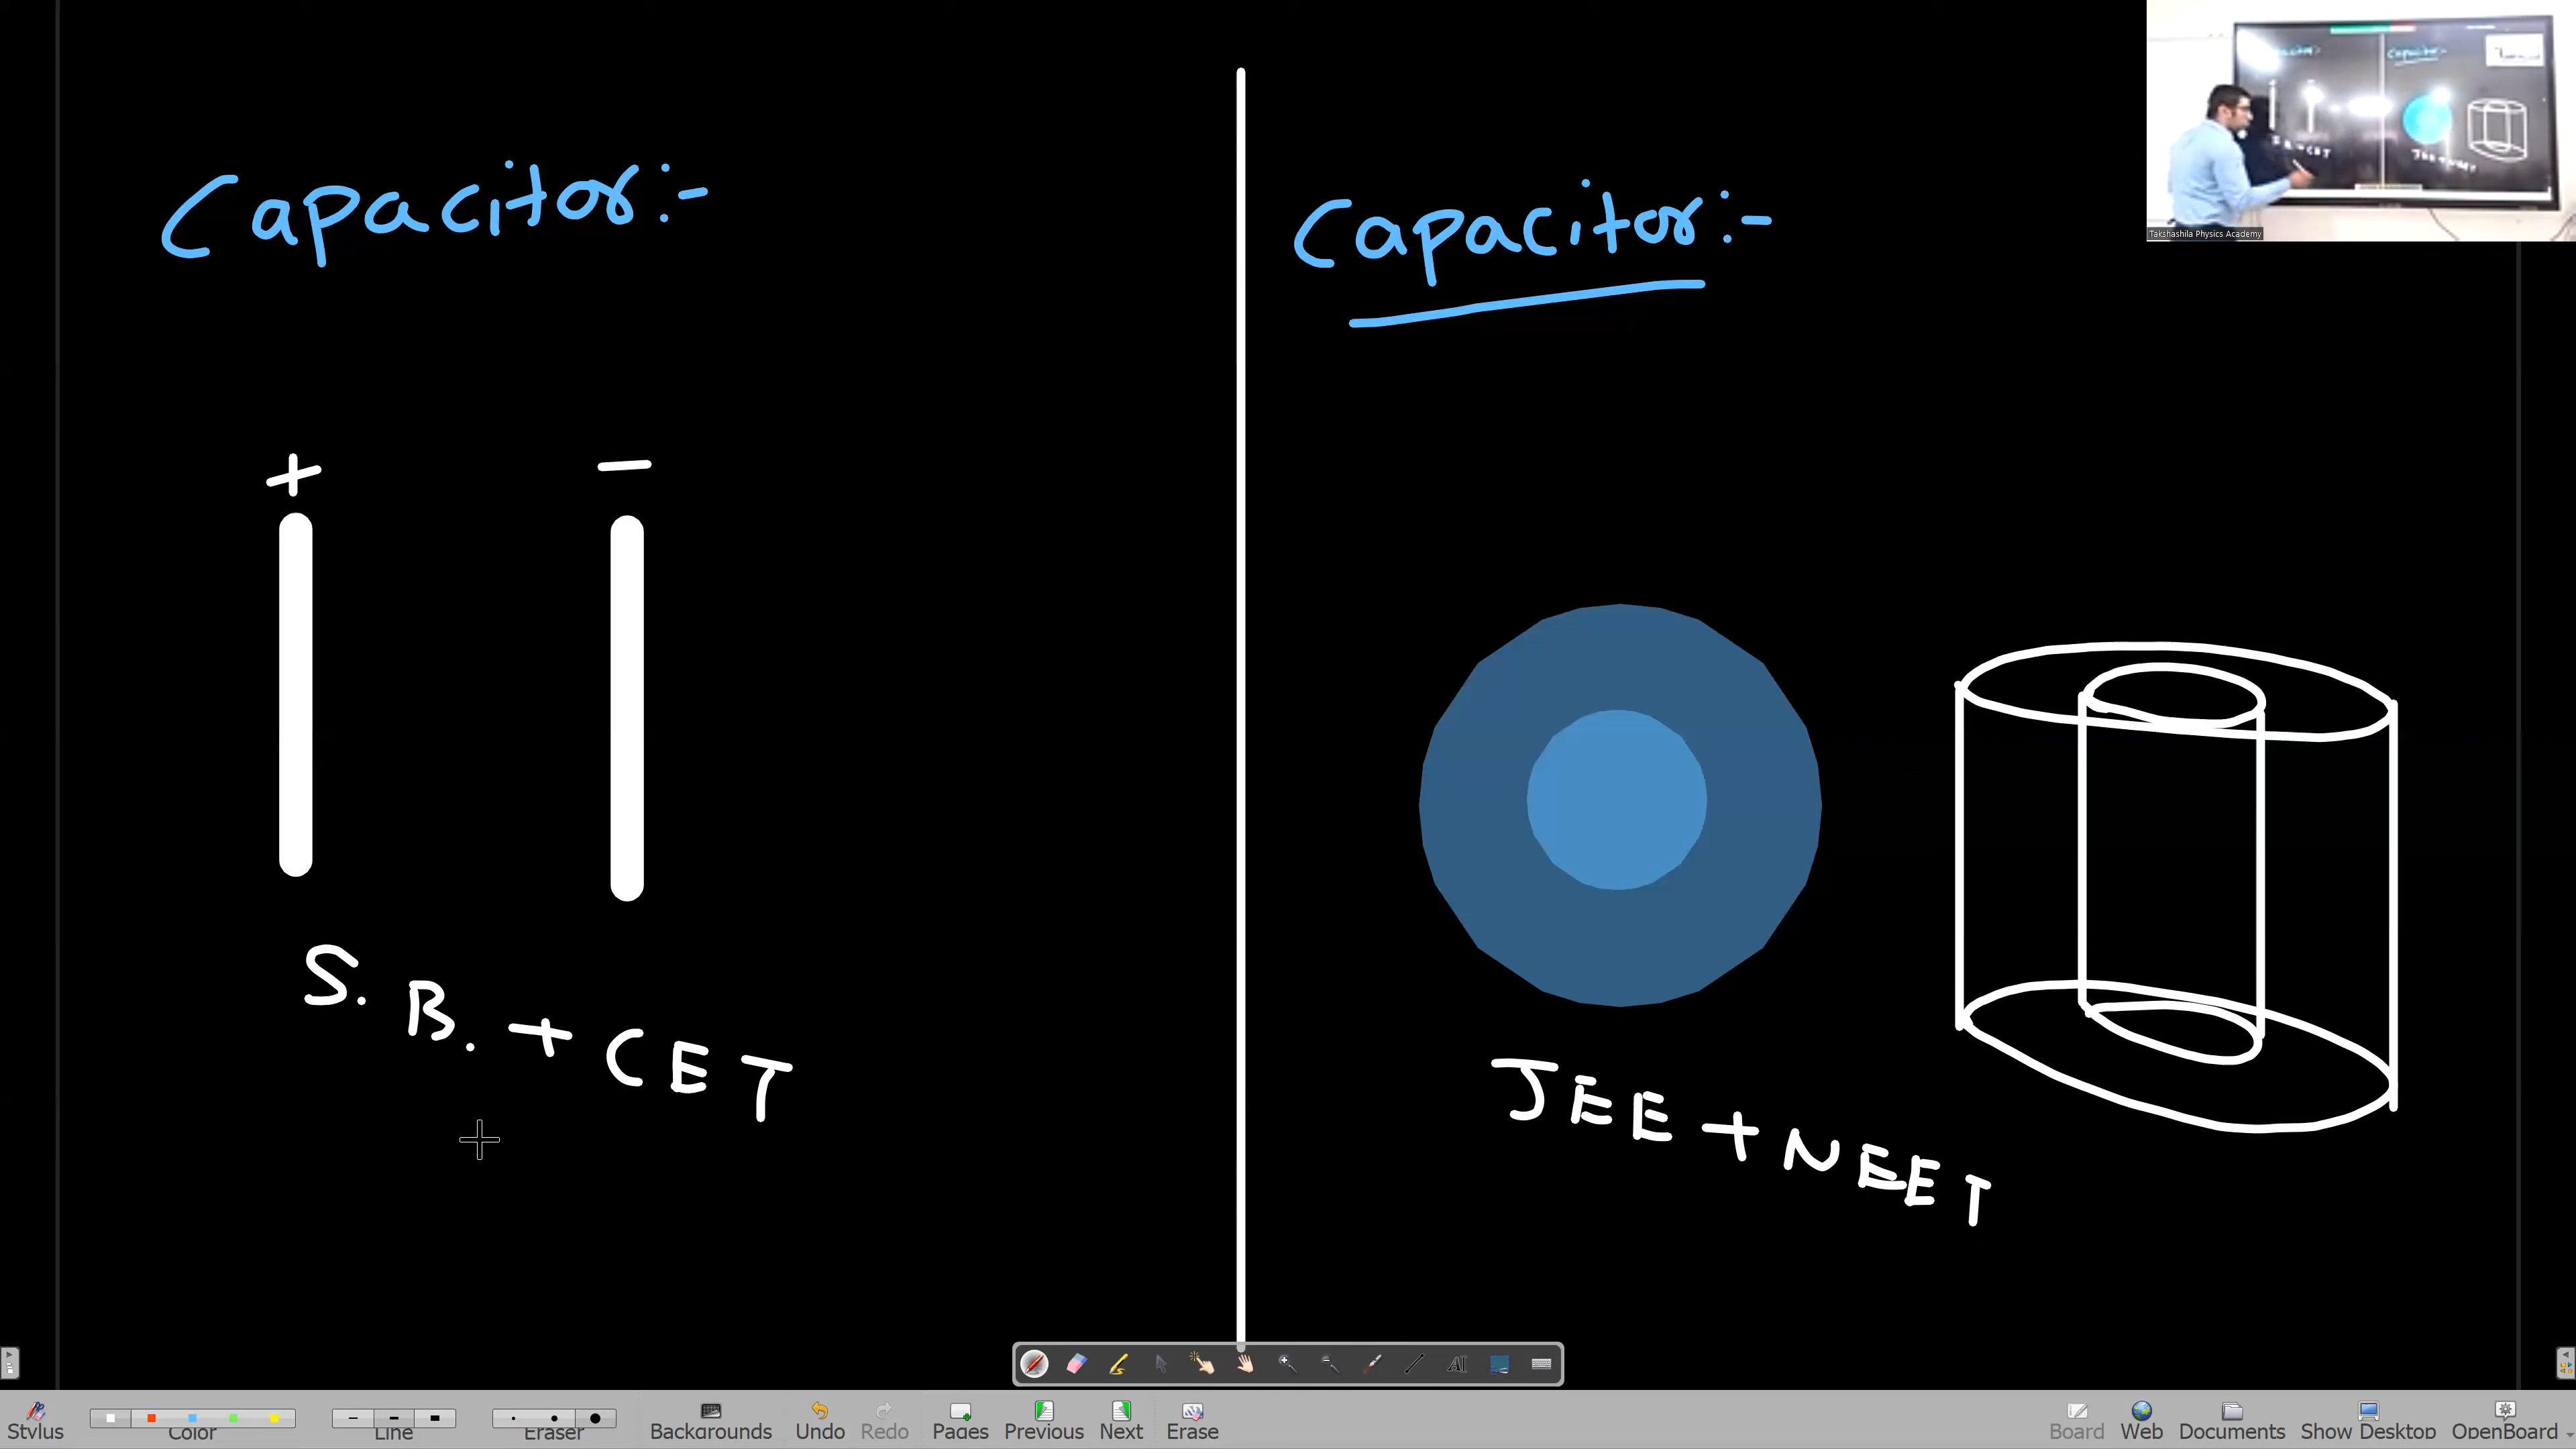 Capacitor:-
+ −
S. B. + CET
Capacitor:-
JEE + NEET
Takshashila Physics Academy
Stylus Color Line Eraser Backgrounds Undo Redo Pages Previous Next Erase Board Web Documents Show Desktop OpenBoard